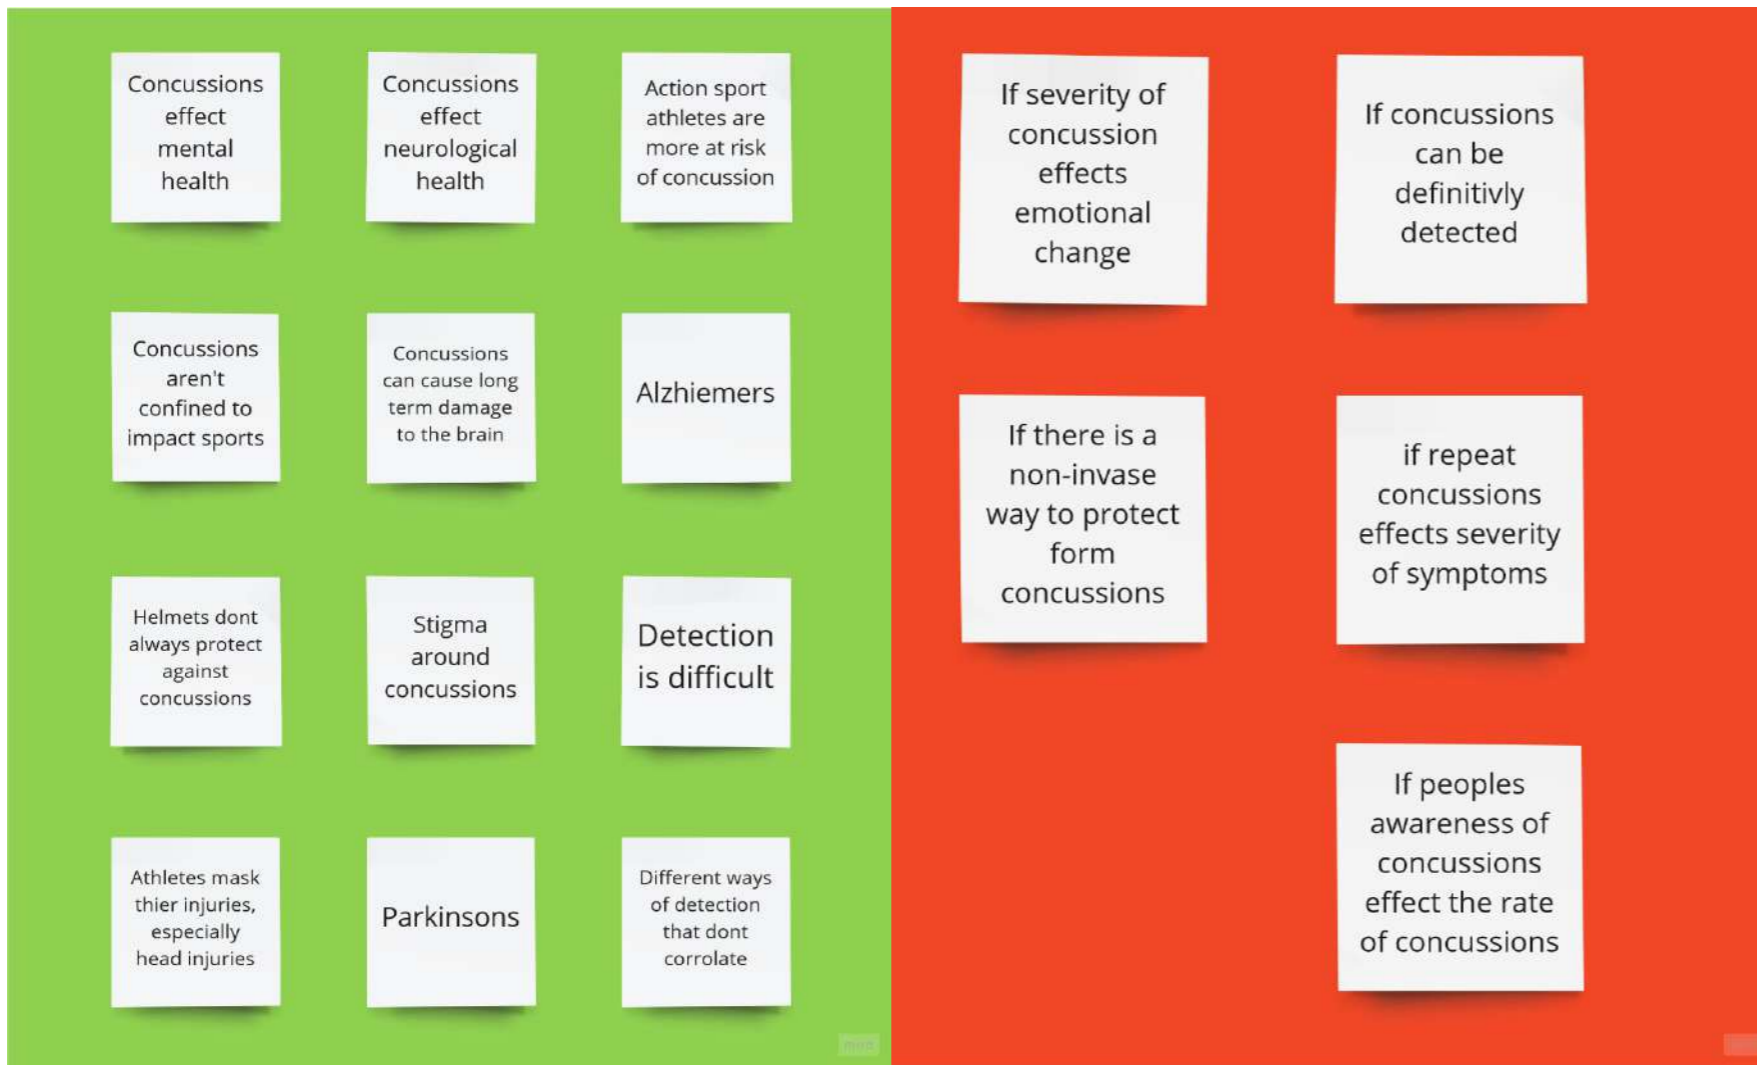 Concussions
effect
mental
health
Concussions
effect
neurological
health
Action sport
athletes are
more at risk
of concussion
Concussions
aren't
confined to
impact sports
Concussions
can cause long
term damage
to the brain
Alzhiemers
Helmets dont
always protect
against
concussions
Stigma
around
concussions
Detection
is difficult
Athletes mask
thier injuries,
especially
head injuries
Parkinsons
Different ways
of detection
that dont
corrolate
If severity of
concussion
effects
emotional
change
If concussions
can be
definitivly
detected
If there is a
non-invase
way to protect
form
concussions
if repeat
concussions
effects severity
of symptoms
If peoples
awareness of
concussions
effect the rate
of concussions